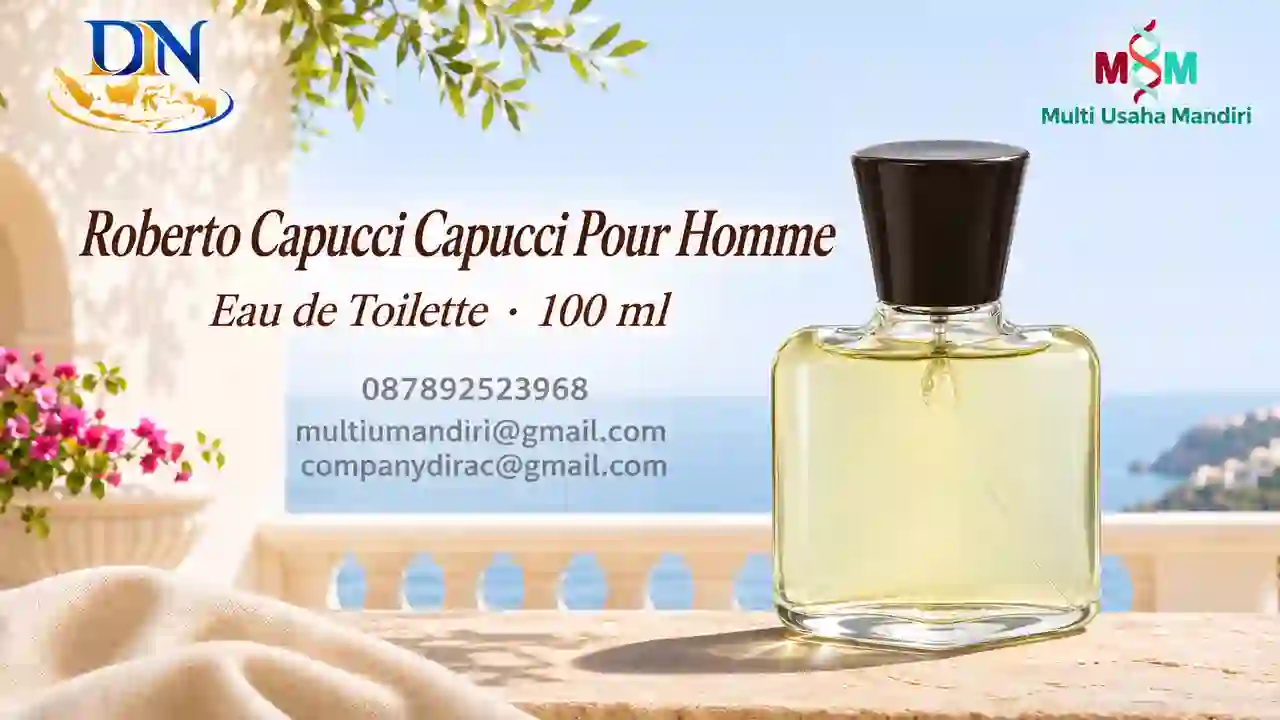 DN
M M
Multi Usaha Mandiri
Roberto Capucci Capucci Pour Homme
Eau de Toilette · 100 ml
087892523968
multiumandiri@gmail.com
companydirac@gmail.com